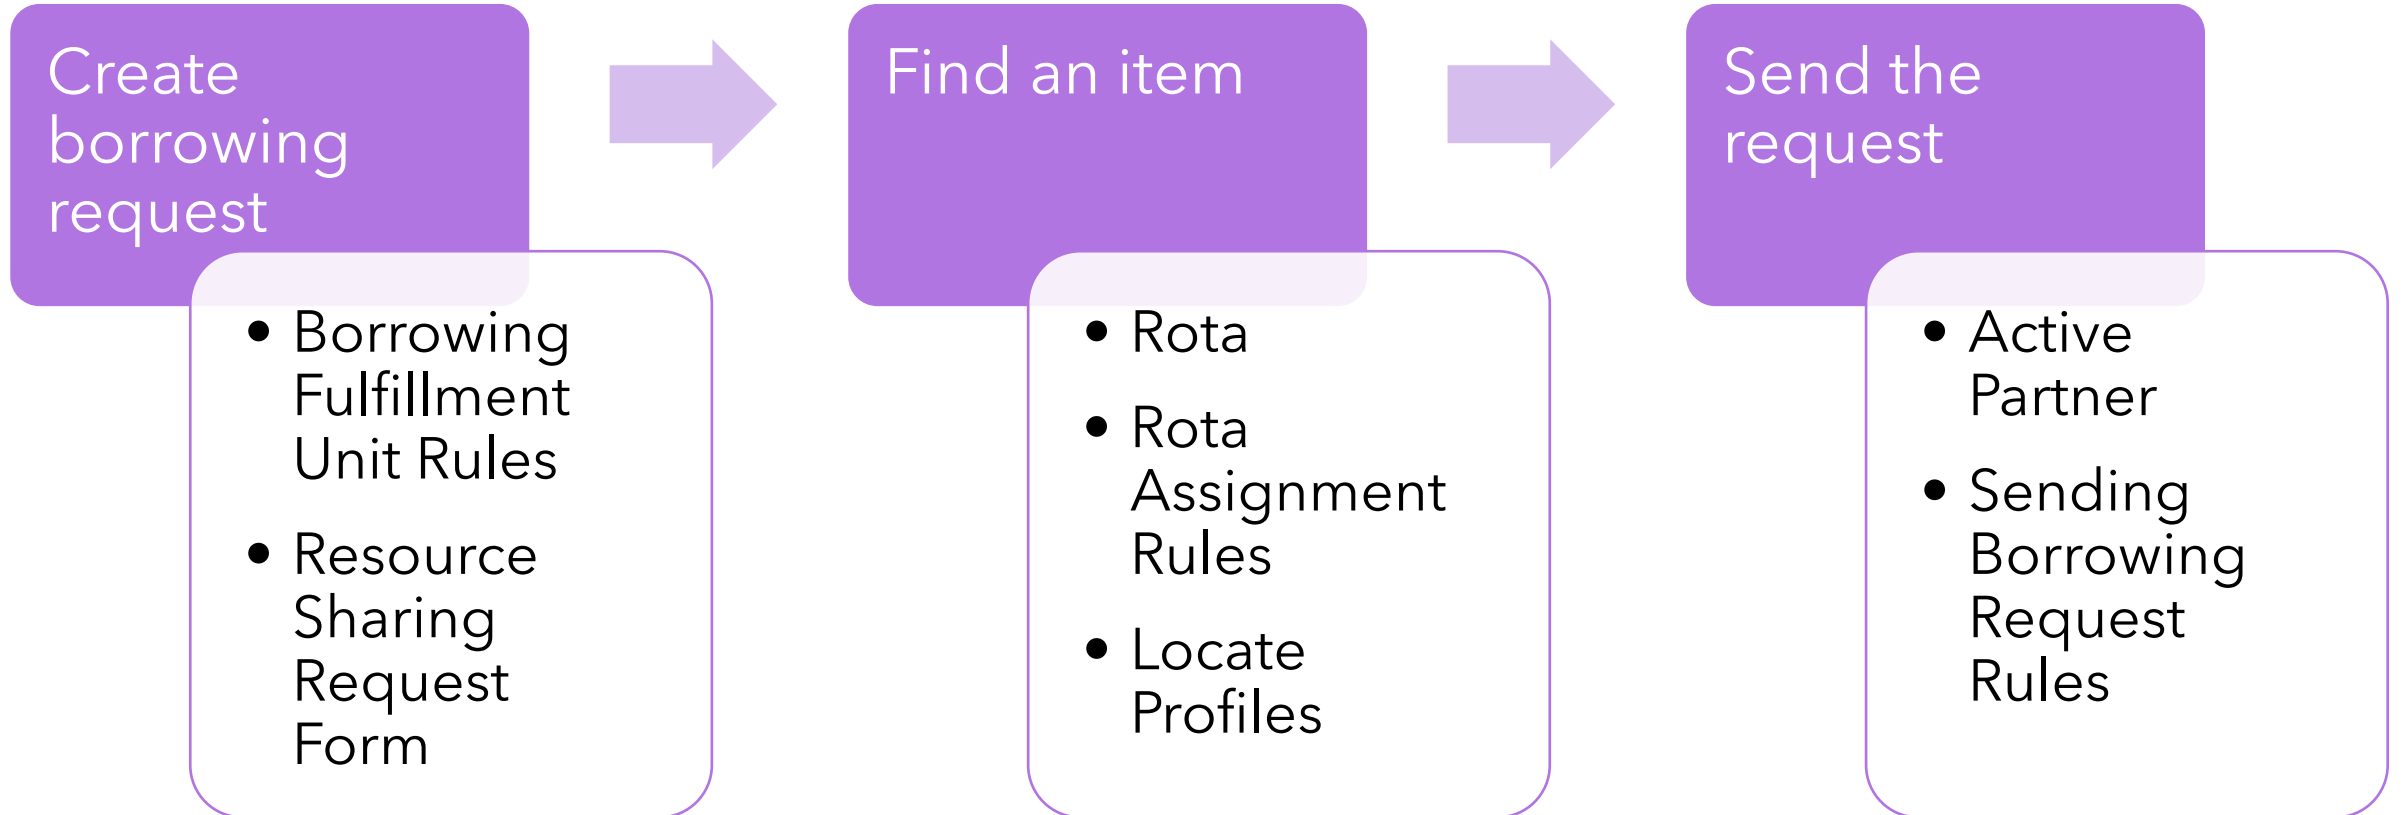 Create
borrowing
request
• Borrowing
Fulfillment
Unit Rules
• Resource
Sharing
Request
Form
Find an item
• Rota
• Rota
Assignment
Rules
• Locate
Profiles
Send the
request
• Active
Partner
• Sending
Borrowing
Request
Rules